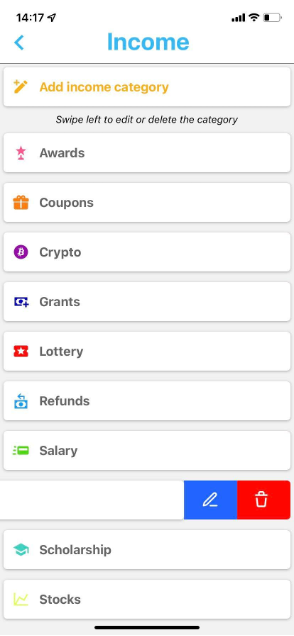 14:17
Income
Add income category
Swipe left to edit or delete the category
Awards
Coupons
Crypto
Grants
Lottery
Refunds
Salary
Scholarship
Stocks